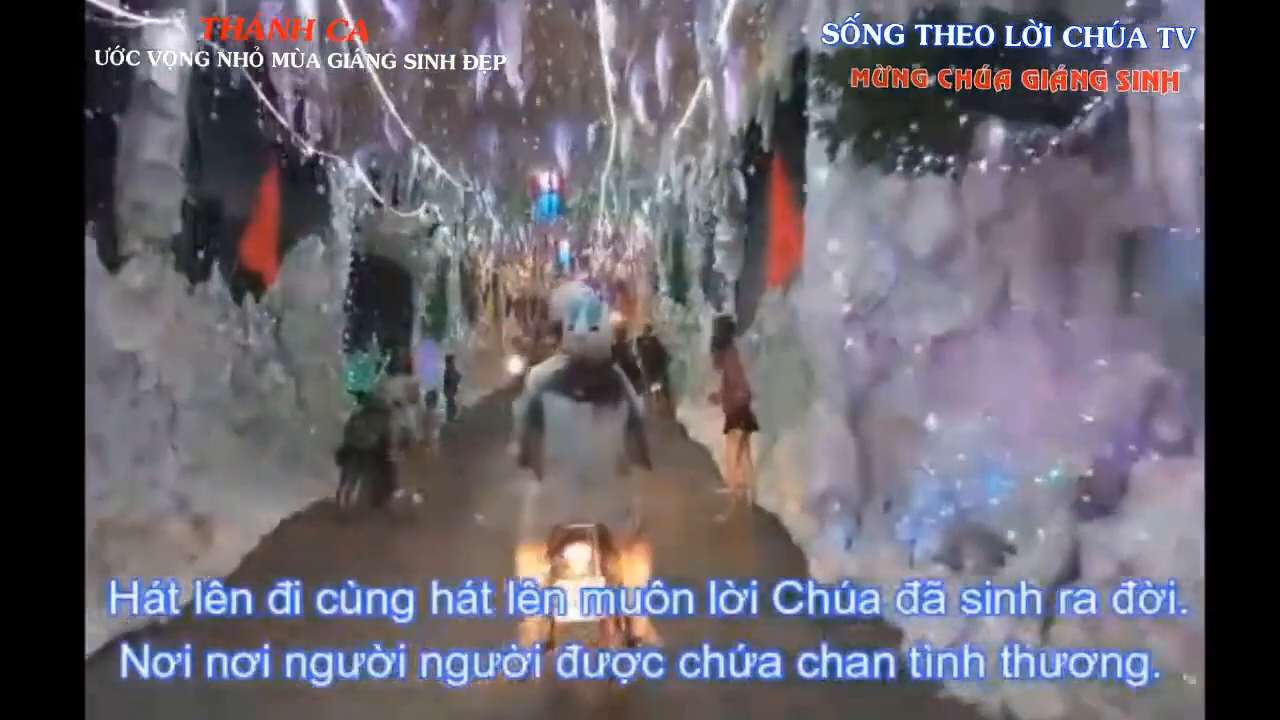 THÁNH CA
ƯỚC VỌNG NHỎ MÙA GIÁNG SINH ĐẸP
SỐNG THEO LỜI CHÚA TV
MỪNG CHÚA GIÁNG SINH
Hát lên đi cùng hát lên muôn lời Chúa đã sinh ra đời.
Nơi nơi người người được chứa chan tình thương.